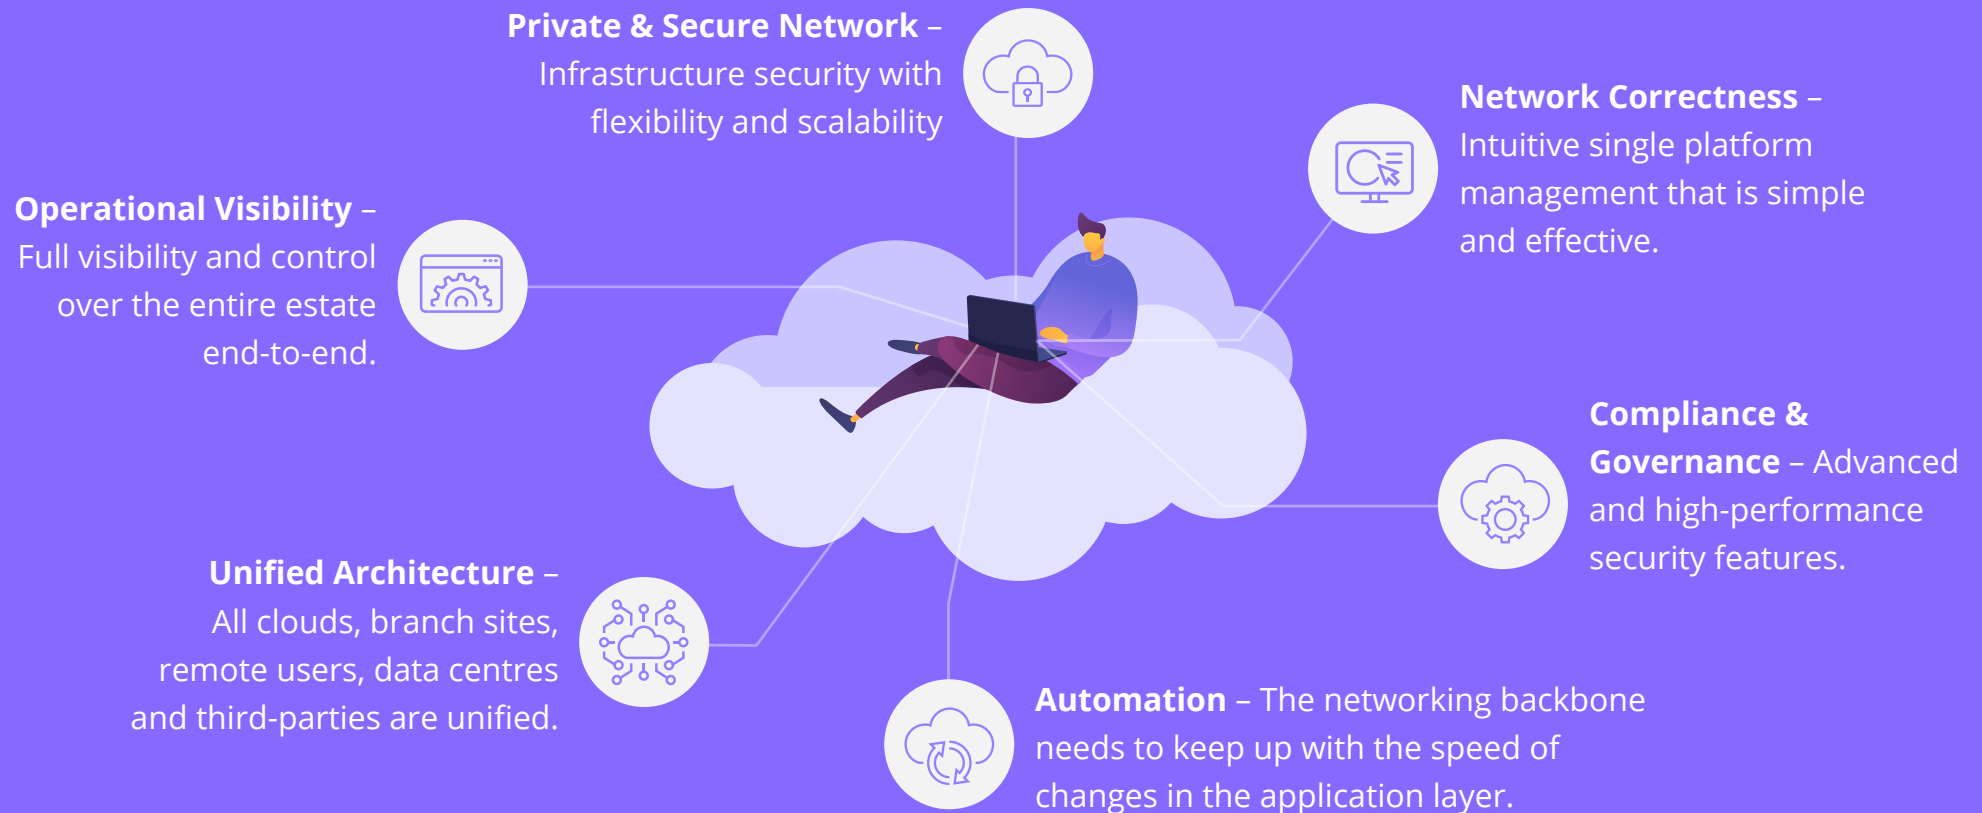 Private & Secure Network –
Infrastructure security with
flexibility and scalability
Network Correctness –
Intuitive single platform
management that is simple
and effective.
Operational Visibility –
Full visibility and control
over the entire estate
end-to-end.
Compliance &
Governance – Advanced
and high-performance
security features.
Unified Architecture –
All clouds, branch sites,
remote users, data centres
and third-parties are unified.
Automation – The networking backbone
needs to keep up with the speed of
changes in the application layer.